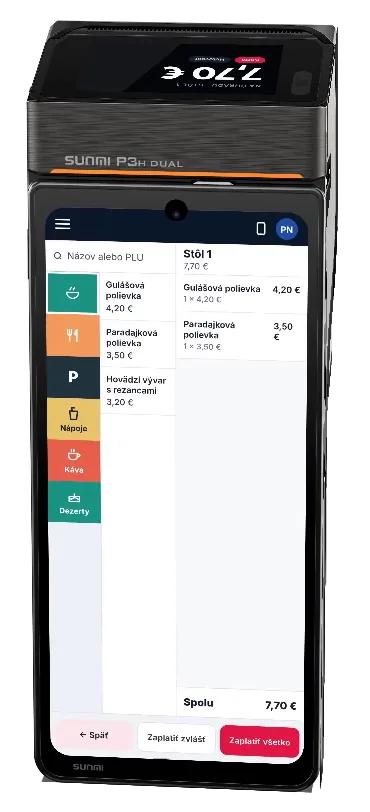 7,70 €
SUNMI P3H DUAL
PN
Názov alebo PLU
Stôl 1
7,70 €
Gulášová
polievka
4,20 €
Paradajková
polievka
3,50 €
Hovädzí vývar
s rezancami
3,20 €
Gulášová polievka 4,20 €
1 × 4,20 €
Paradajková
polievka
3,50
€
1 × 3,50 €
P
Nápoje
Káva
Dezerty
Spolu 7,70 €
← Späť
Zaplatiť zvlášť
Zaplatiť všetko
SUNMI